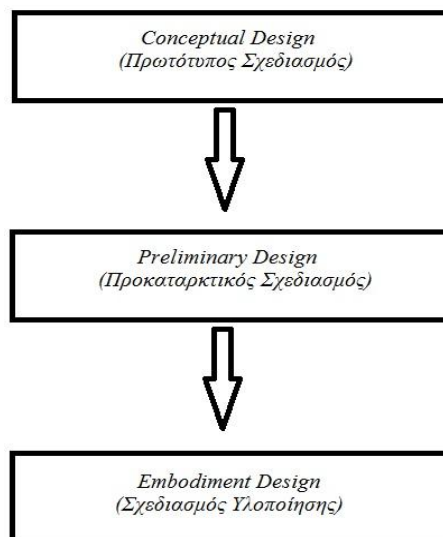 Conceptual Design
(Πρωτότυπος Σχεδιασμός)
Preliminary Design
(Προκαταρκτικός Σχεδιασμός)
Embodiment Design
(Σχεδιασμός Υλοποίησης)